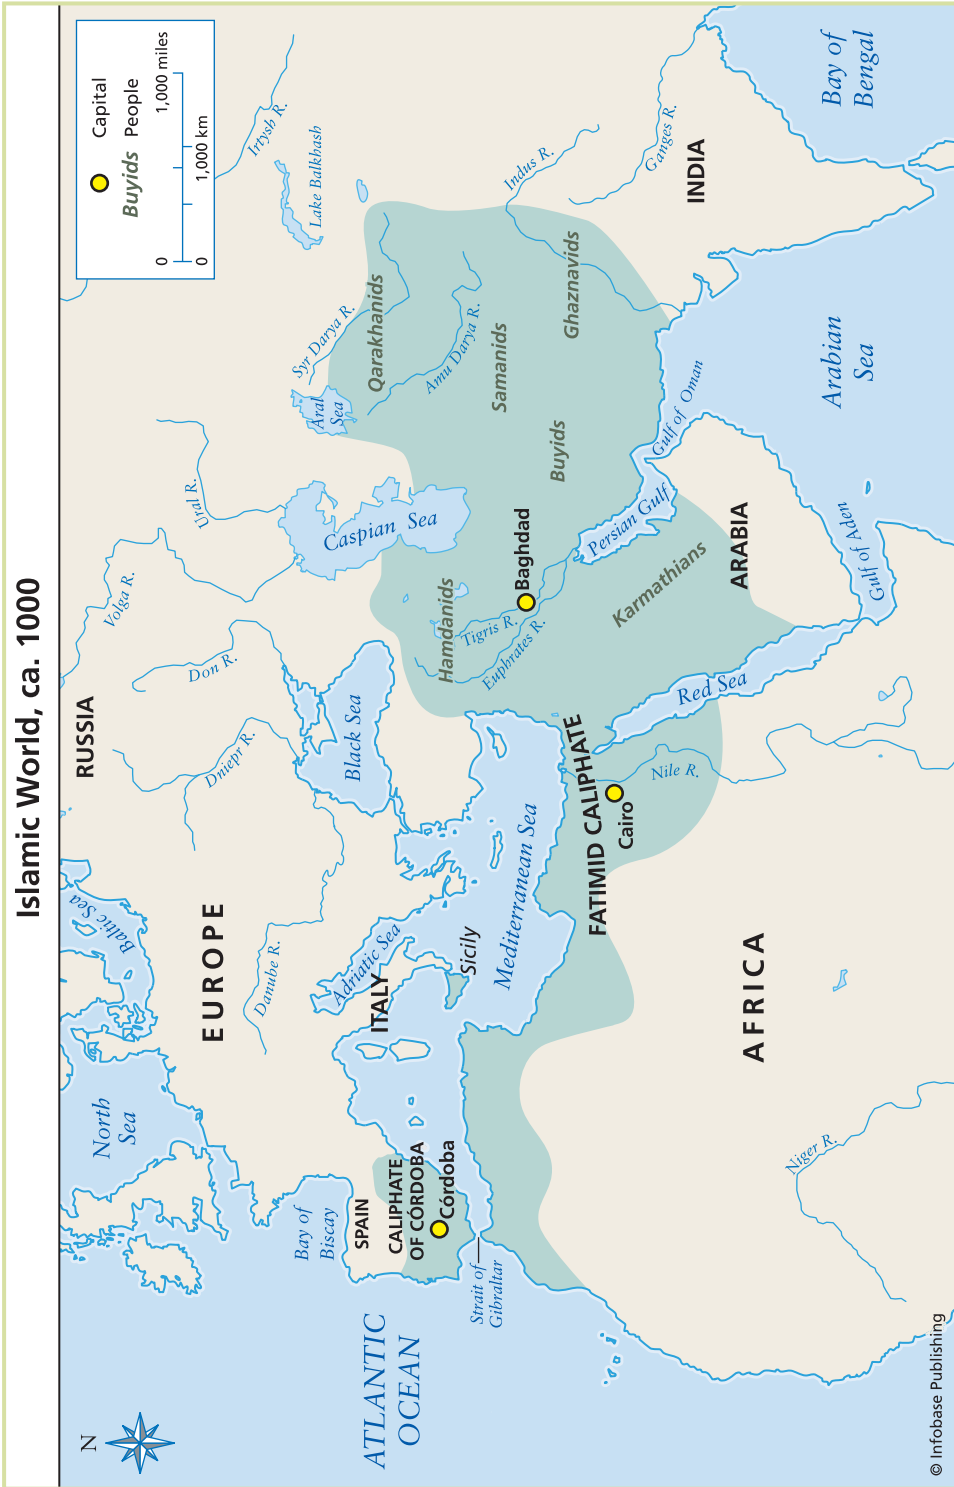 Islamic World, ca. 1000
N
Capital
Buyids People
0 1,000 miles
0 1,000 km
RUSSIA
EUROPE
North
Sea
Baltic Sea
Volga R.
Ural R.
Don R.
Dniepr R.
Danube R.
Irtysh R.
Lake Balkhash
Aral
Sea
Syr Darya R.
Amu Darya R.
Caspian Sea
Black Sea
Adriatic Sea
ITALY
Sicily
Bay of
Biscay
SPAIN
CALIPHATE
OF CÓRDOBA
Córdoba
Strait of
Gibraltar
ATLANTIC
OCEAN
Mediterranean Sea
Qarakhanids
Samanids
Ghaznavids
Buyids
Hamdanids
Tigris R.
Euphrates R.
Baghdad
Karmathians
ARABIA
Persian Gulf
Gulf of Oman
Indus R.
Ganges R.
INDIA
Bay of
Bengal
Arabian
Sea
Gulf of Aden
Red Sea
FATIMID CALIPHATE
Cairo
Nile R.
AFRICA
Niger R.
© Infobase Publishing